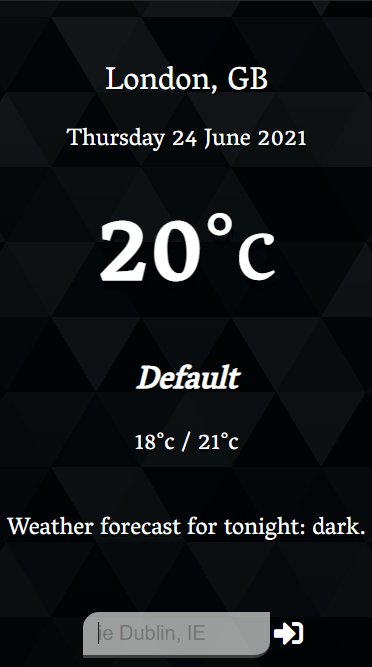 London, GB
Thursday 24 June 2021
20°c
Default
18°c / 21°c
Weather forecast for tonight: dark.
ie Dublin, IE